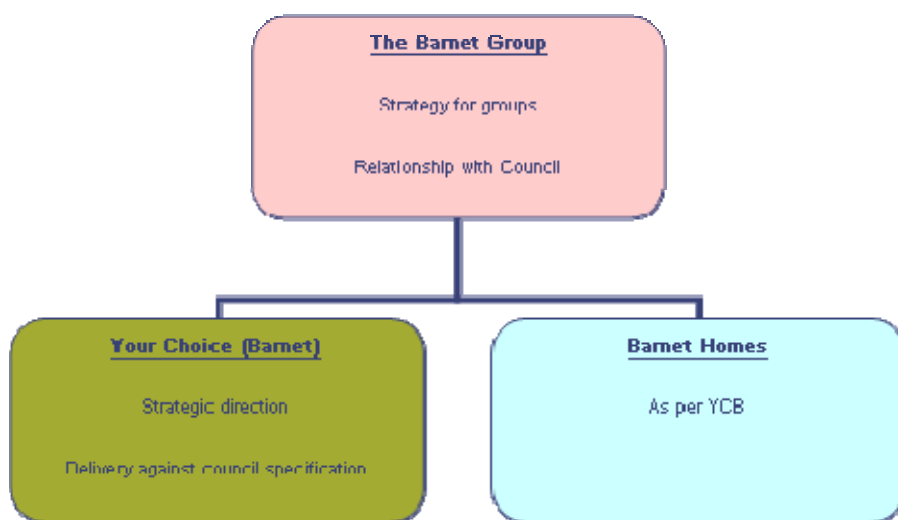 The Barnet Group
Strategy for groups
Relationship with Council
Your Choice (Barnet)
Strategic direction
Delivery against council specification
Barnet Homes
As per YCB